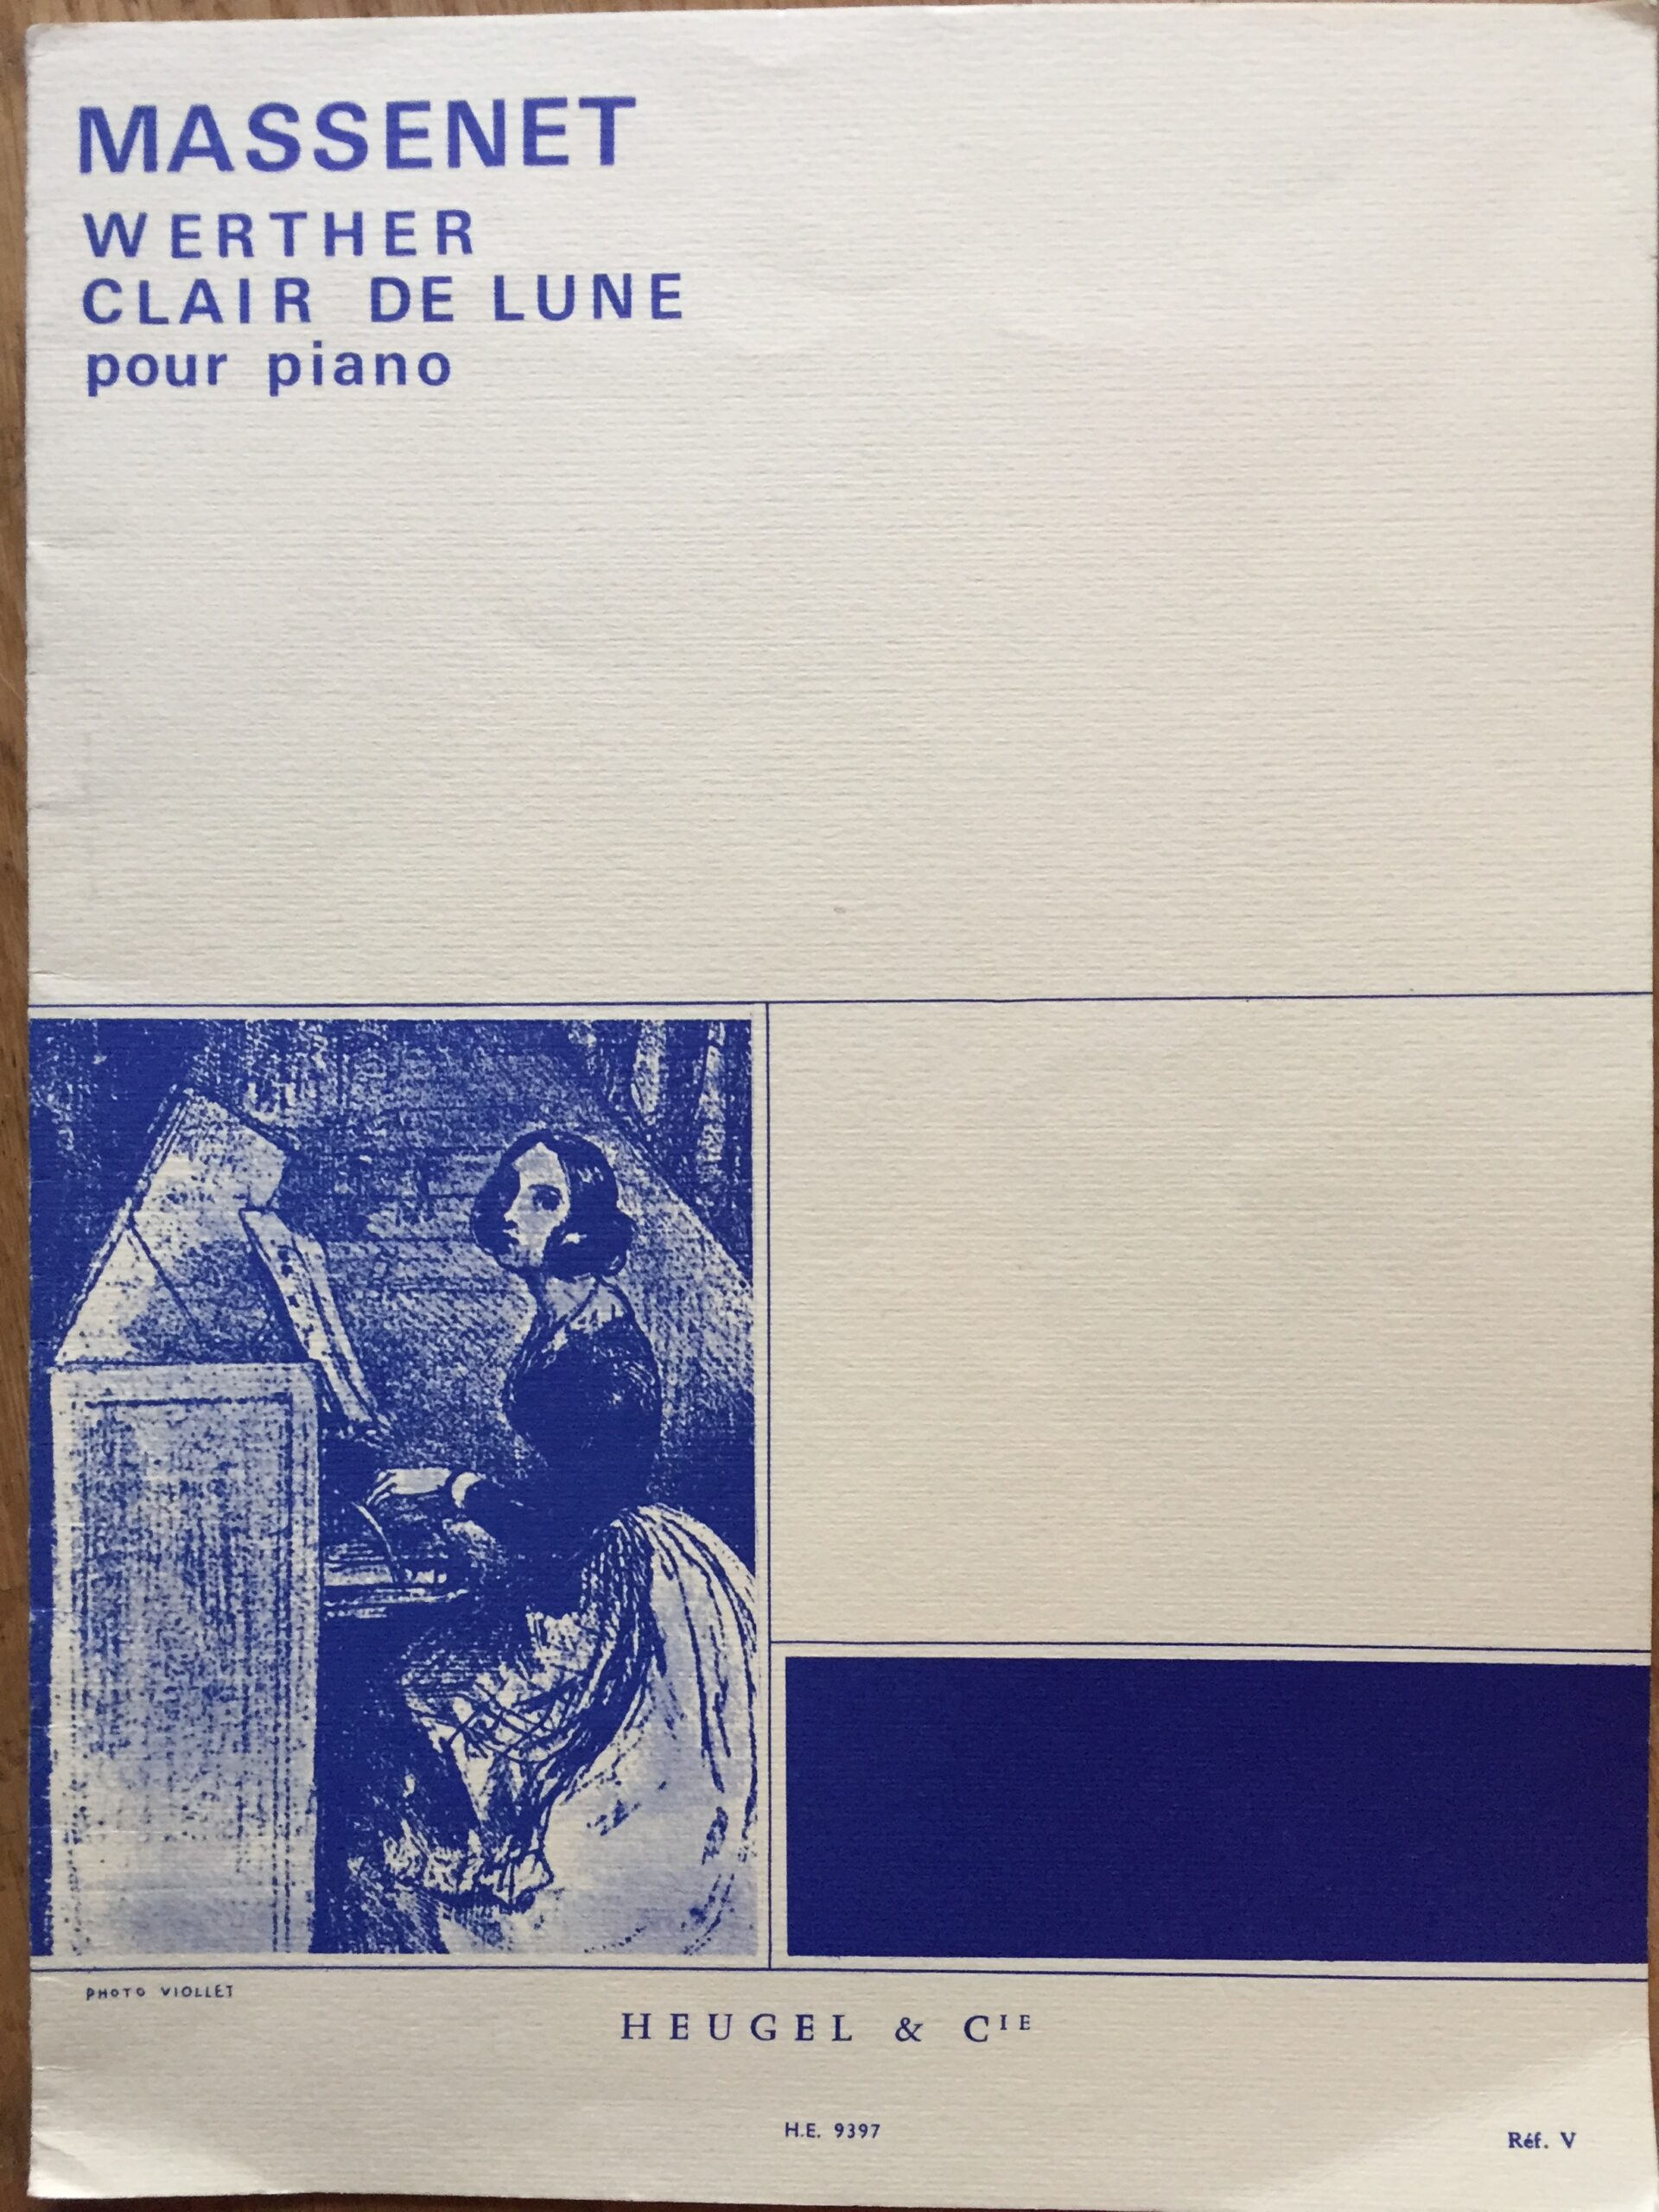 MASSENET
WERTHER
CLAIR DE LUNE
pour piano
PHOTO VIOLLET
HEUGEL & CIE
H.E. 9397
Réf. V